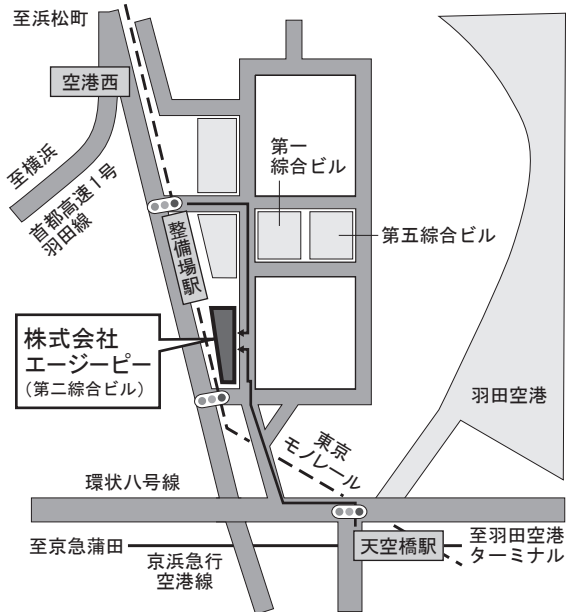 至浜松町
空港西
至横浜
首都高速1号
羽田線
整備場駅
第一
綜合ビル
第五綜合ビル
株式会社
エージーピー
（第二綜合ビル）
羽田空港
東京
モノレール
環状八号線
至京急蒲田
京浜急行
空港線
天空橋駅
至羽田空港
ターミナル